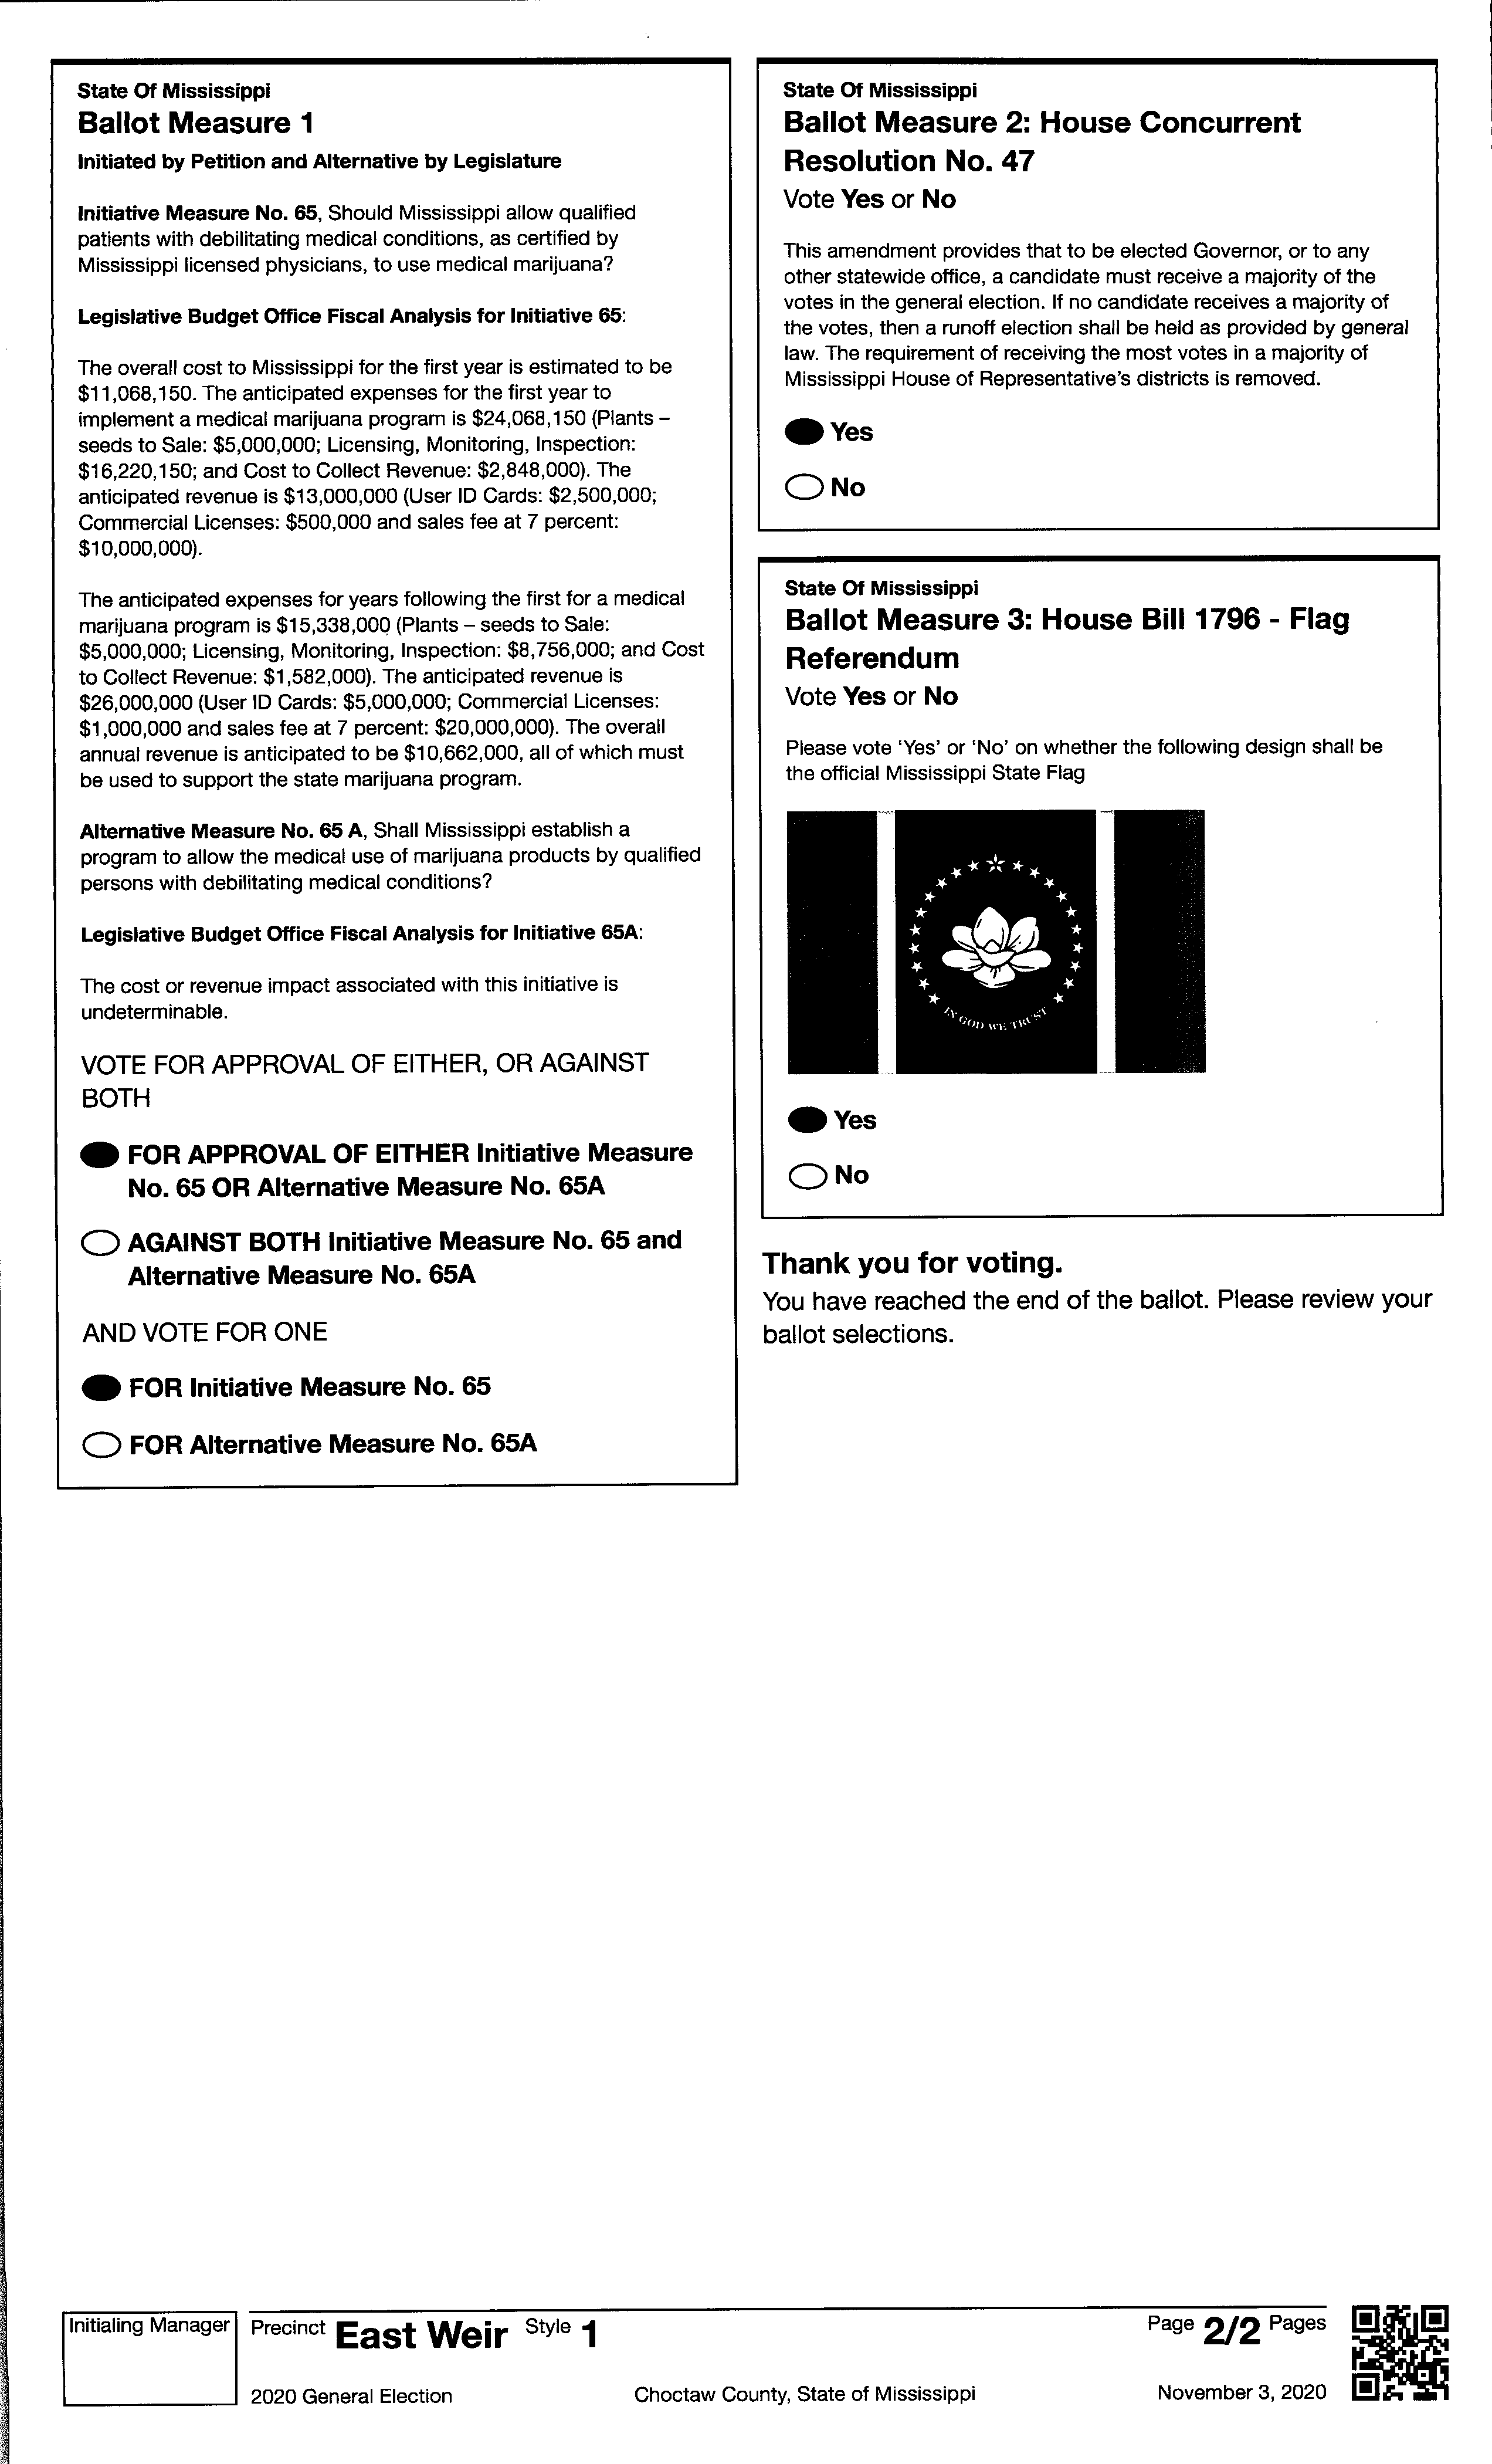 State Of Mississippi
Ballot Measure 1
Initiated by Petition and Alternative by Legislature
Initiative Measure No. 65, Should Mississippi allow qualified
patients with debilitating medical conditions, as certified by
Mississippi licensed physicians, to use medical marijuana?
Legislative Budget Office Fiscal Analysis for Initiative 65:
The overall cost to Mississippi for the first year is estimated to be
$11,068,150. The anticipated expenses for the first year to
implement a medical marijuana program is $24,068,150 (Plants –
seeds to Sale: $5,000,000; Licensing, Monitoring, Inspection:
$16,220,150; and Cost to Collect Revenue: $2,848,000). The
anticipated revenue is $13,000,000 (User ID Cards: $2,500,000;
Commercial Licenses: $500,000 and sales fee at 7 percent:
$10,000,000).
The anticipated expenses for years following the first for a medical
marijuana program is $15,338,000 (Plants – seeds to Sale:
$5,000,000; Licensing, Monitoring, Inspection: $8,756,000; and Cost
to Collect Revenue: $1,582,000). The anticipated revenue is
$26,000,000 (User ID Cards: $5,000,000; Commercial Licenses:
$1,000,000 and sales fee at 7 percent: $20,000,000). The overall
annual revenue is anticipated to be $10,662,000, all of which must
be used to support the state marijuana program.
Alternative Measure No. 65 A, Shall Mississippi establish a
program to allow the medical use of marijuana products by qualified
persons with debilitating medical conditions?
Legislative Budget Office Fiscal Analysis for Initiative 65A:
The cost or revenue impact associated with this initiative is
undeterminable.
VOTE FOR APPROVAL OF EITHER, OR AGAINST
BOTH
FOR APPROVAL OF EITHER Initiative Measure
No. 65 OR Alternative Measure No. 65A
AGAINST BOTH Initiative Measure No. 65 and
Alternative Measure No. 65A
AND VOTE FOR ONE
FOR Initiative Measure No. 65
FOR Alternative Measure No. 65A
State Of Mississippi
Ballot Measure 2: House Concurrent
Resolution No. 47
Vote Yes or No
This amendment provides that to be elected Governor, or to any
other statewide office, a candidate must receive a majority of the
votes in the general election. If no candidate receives a majority of
the votes, then a runoff election shall be held as provided by general
law. The requirement of receiving the most votes in a majority of
Mississippi House of Representative's districts is removed.
Yes
No
State Of Mississippi
Ballot Measure 3: House Bill 1796 - Flag
Referendum
Vote Yes or No
Please vote 'Yes' or 'No' on whether the following design shall be
the official Mississippi State Flag
IN GOD WE TRUST
Yes
No
Thank you for voting.
You have reached the end of the ballot. Please review your
ballot selections.
Initialing Manager
Precinct East Weir Style 1
Page 2/2 Pages
2020 General Election
Choctaw County, State of Mississippi
November 3, 2020